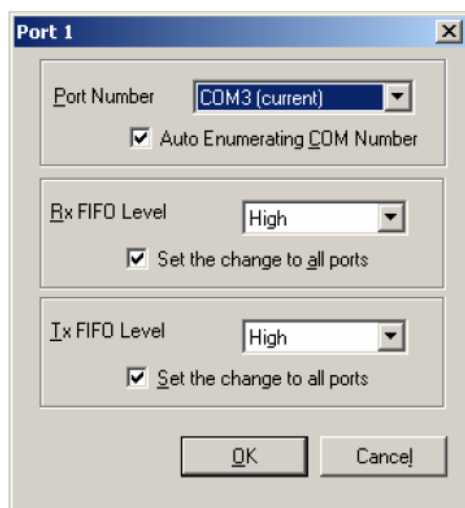 Port 1
Port Number COM3 (current)
Auto Enumerating COM Number
Rx FIFO Level High
Set the change to all ports
Tx FIFO Level High
Set the change to all ports
OK Cancel